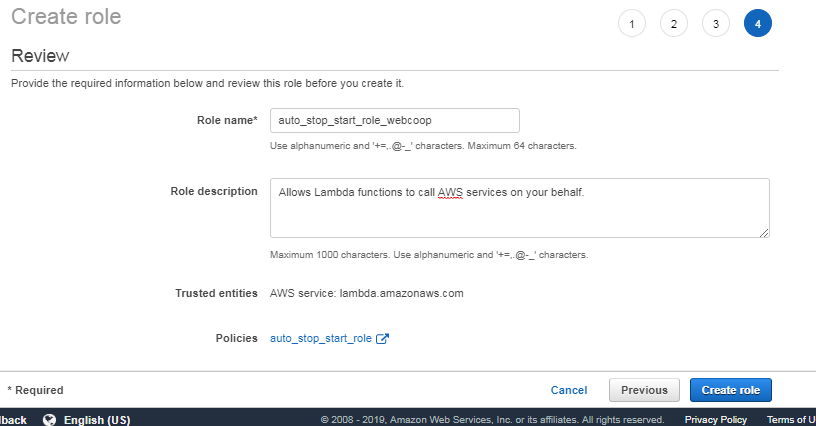 Create role
1 2 3 4
Review
Provide the required information below and review this role before you create it.
Role name* auto_stop_start_role_webcoop
Use alphanumeric and '+=,.@-_' characters. Maximum 64 characters.
Role description Allows Lambda functions to call AWS services on your behalf.
Maximum 1000 characters. Use alphanumeric and '+=,.@-_' characters.
Trusted entities AWS service: lambda.amazonaws.com
Policies auto_stop_start_role
* Required Cancel Previous Create role
lback English (US) © 2008 - 2019, Amazon Web Services, Inc. or its affiliates. All rights reserved. Privacy Policy Terms of U